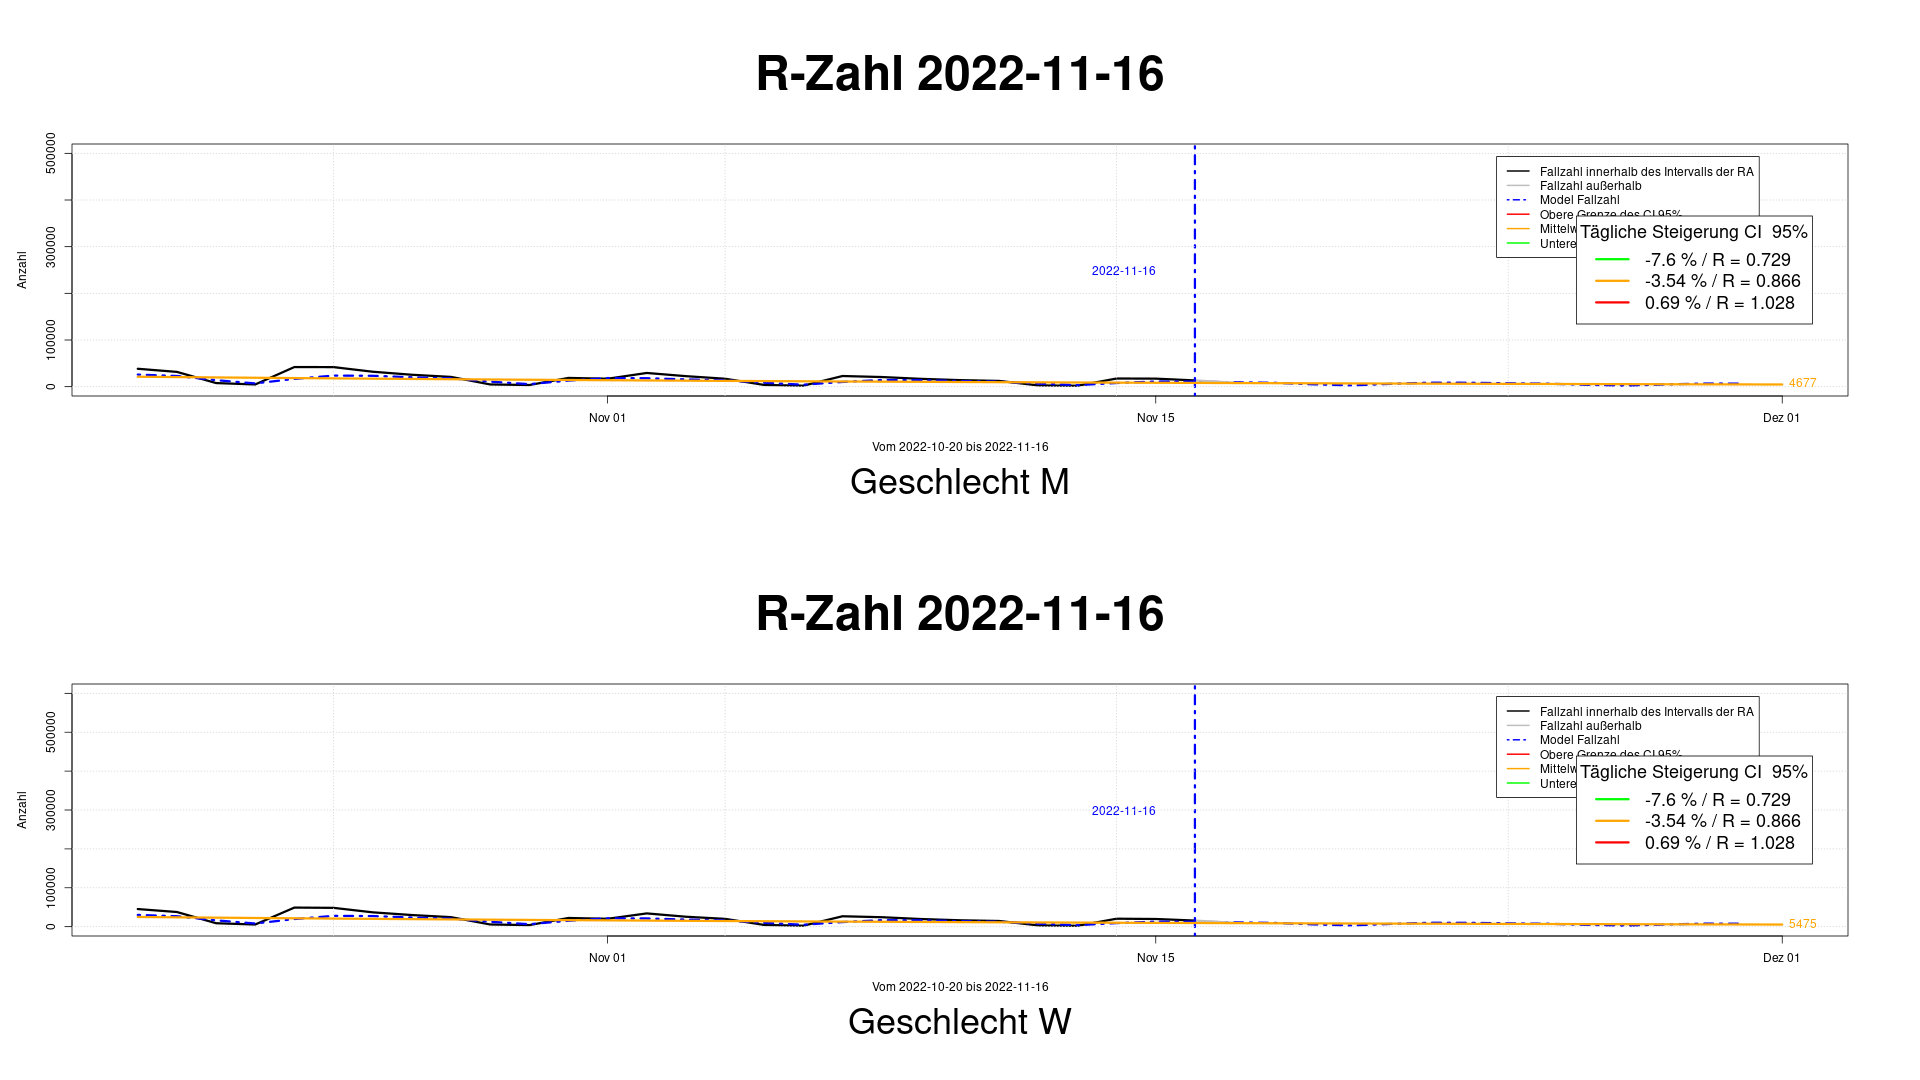 R-Zahl 2022-11-16
500000
300000
100000
0
Anzahl
Fallzahl innerhalb des Intervalls der RA
Fallzahl außerhalb
Model Fallzahl
Obere Grenze des CI 95%
Tägliche Steigerung CI 95%
-7.6 % / R = 0.729
-3.54 % / R = 0.866
0.69 % / R = 1.028
2022-11-16
4677
Nov 01
Nov 15
Dez 01
Vom 2022-10-20 bis 2022-11-16
Geschlecht M
R-Zahl 2022-11-16
500000
300000
100000
0
Anzahl
Fallzahl innerhalb des Intervalls der RA
Fallzahl außerhalb
Model Fallzahl
Obere Grenze des CI 95%
Tägliche Steigerung CI 95%
-7.6 % / R = 0.729
-3.54 % / R = 0.866
0.69 % / R = 1.028
2022-11-16
5475
Nov 01
Nov 15
Dez 01
Vom 2022-10-20 bis 2022-11-16
Geschlecht W